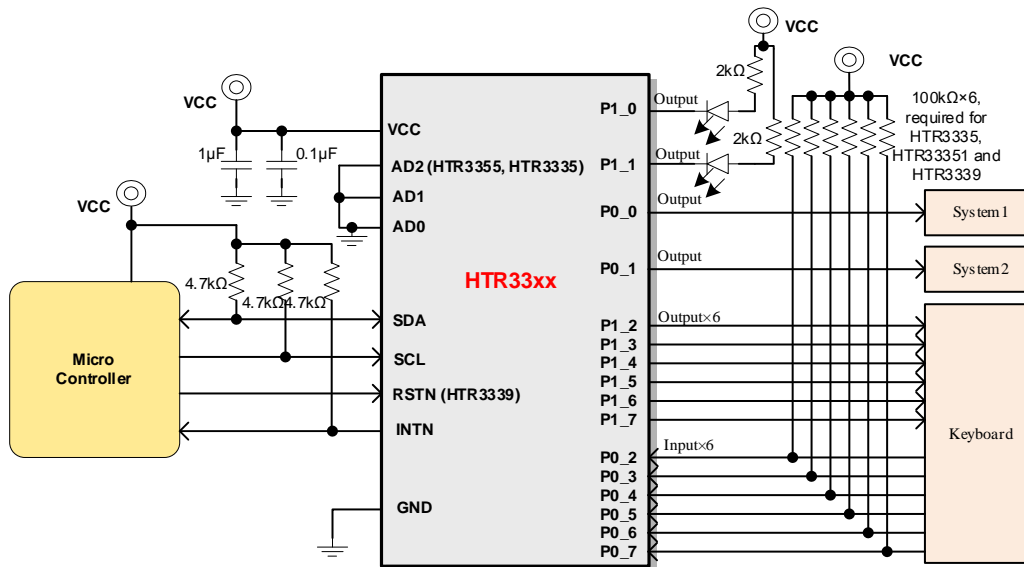 VCC
VCC
VCC
VCC
1µF
0.1µF
2kΩ
2kΩ
100kΩ×6,
required for
HTR3335,
HTR33351 and
HTR3339
4.7kΩ
4.7kΩ
4.7kΩ
Micro
Controller
HTR33xx
VCC
AD2 (HTR3355, HTR3335)
AD1
AD0
SDA
SCL
RSTN (HTR3339)
INTN
GND
P1_0
P1_1
P0_0
P0_1
P1_2
P1_3
P1_4
P1_5
P1_6
P1_7
P0_2
P0_3
P0_4
P0_5
P0_6
P0_7
Output
Output
Output
Output
Output×6
Input×6
System1
System2
Keyboard